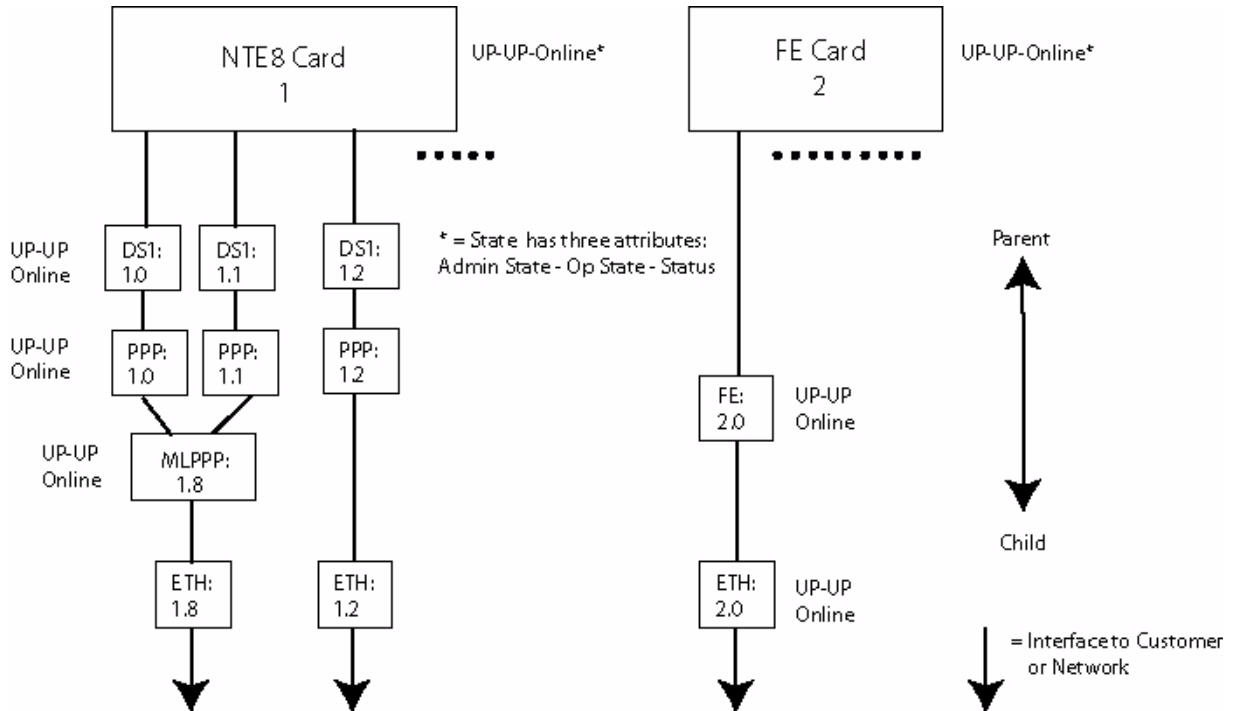 NTE8 Card
1
UP-UP-Online*
FE Card
2
UP-UP-Online*
UP-UP
Online
DS1:
1.0
DS1:
1.1
DS1:
1.2
* = State has three attributes:
Admin State - Op State - Status
Parent
UP-UP
Online
PPP:
1.0
PPP:
1.1
PPP:
1.2
FE:
2.0
UP-UP
Online
UP-UP
Online
MLPPP:
1.8
Child
ETH:
1.8
ETH:
1.2
ETH:
2.0
UP-UP
Online
= Interface to Customer
or Network